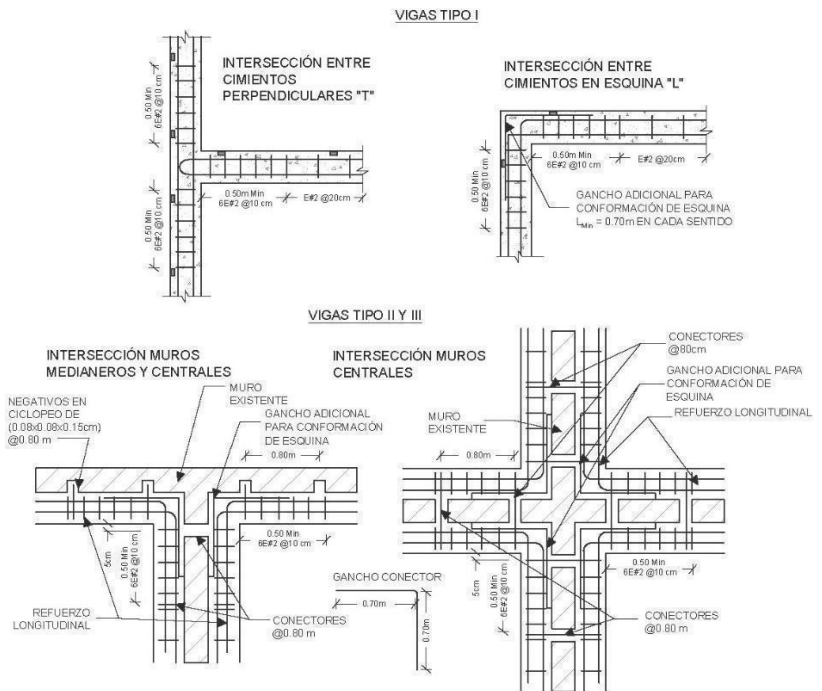 VIGAS TIPO I
INTERSECCIÓN ENTRE
CIMIENTOS
PERPENDICULARES "T"
0.50 Min
6E#2 @10 cm
0.50 Min
6E#2 @10 cm
0.50m Min
6E#2 @10 cm
E#2 @20cm
INTERSECCIÓN ENTRE
CIMIENTOS EN ESQUINA "L"
0.50 Min
6E#2 @10 cm
0.50m Min
6E#2 @10 cm
E#2 @20cm
GANCHO ADICIONAL PARA
CONFORMACIÓN DE ESQUINA
LMin = 0.70m EN CADA SENTIDO
VIGAS TIPO II Y III
INTERSECCIÓN MUROS
MEDIANEROS Y CENTRALES
NEGATIVOS EN
CICLOPEO DE
(0.08x0.08x0.15cm)
@0.80 m
MURO
EXISTENTE
GANCHO ADICIONAL
PARA CONFORMACIÓN
DE ESQUINA
0.80m
5cm
0.50 Min
6E#2 @10 cm
0.50 Min
6E#2 @10 cm
REFUERZO
LONGITUDINAL
CONECTORES
@0.80 m
GANCHO CONECTOR
0.70m
0.70m
INTERSECCIÓN MUROS
CENTRALES
CONECTORES
@80cm
GANCHO ADICIONAL PARA
CONFORMACIÓN DE
ESQUINA
REFUERZO LONGITUDINAL
MURO
EXISTENTE
0.80m
5cm
0.50 Min
6E#2 @10 cm
0.50 Min
6E#2 @10 cm
CONECTORES
@0.80 m